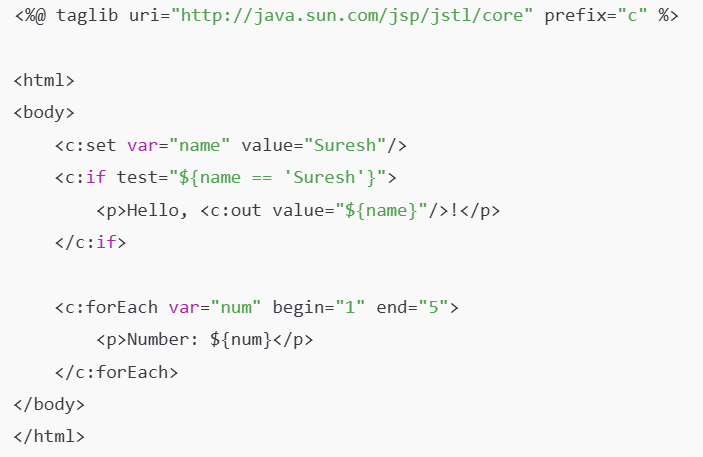 <%@ taglib uri="http://java.sun.com/jsp/jstl/core" prefix="c" %>

<html>
<body>
    <c:set var="name" value="Suresh"/>
    <c:if test="${name == 'Suresh'}">
        <p>Hello, <c:out value="${name}"/>!</p>
    </c:if>

    <c:forEach var="num" begin="1" end="5">
        <p>Number: ${num}</p>
    </c:forEach>
</body>
</html>